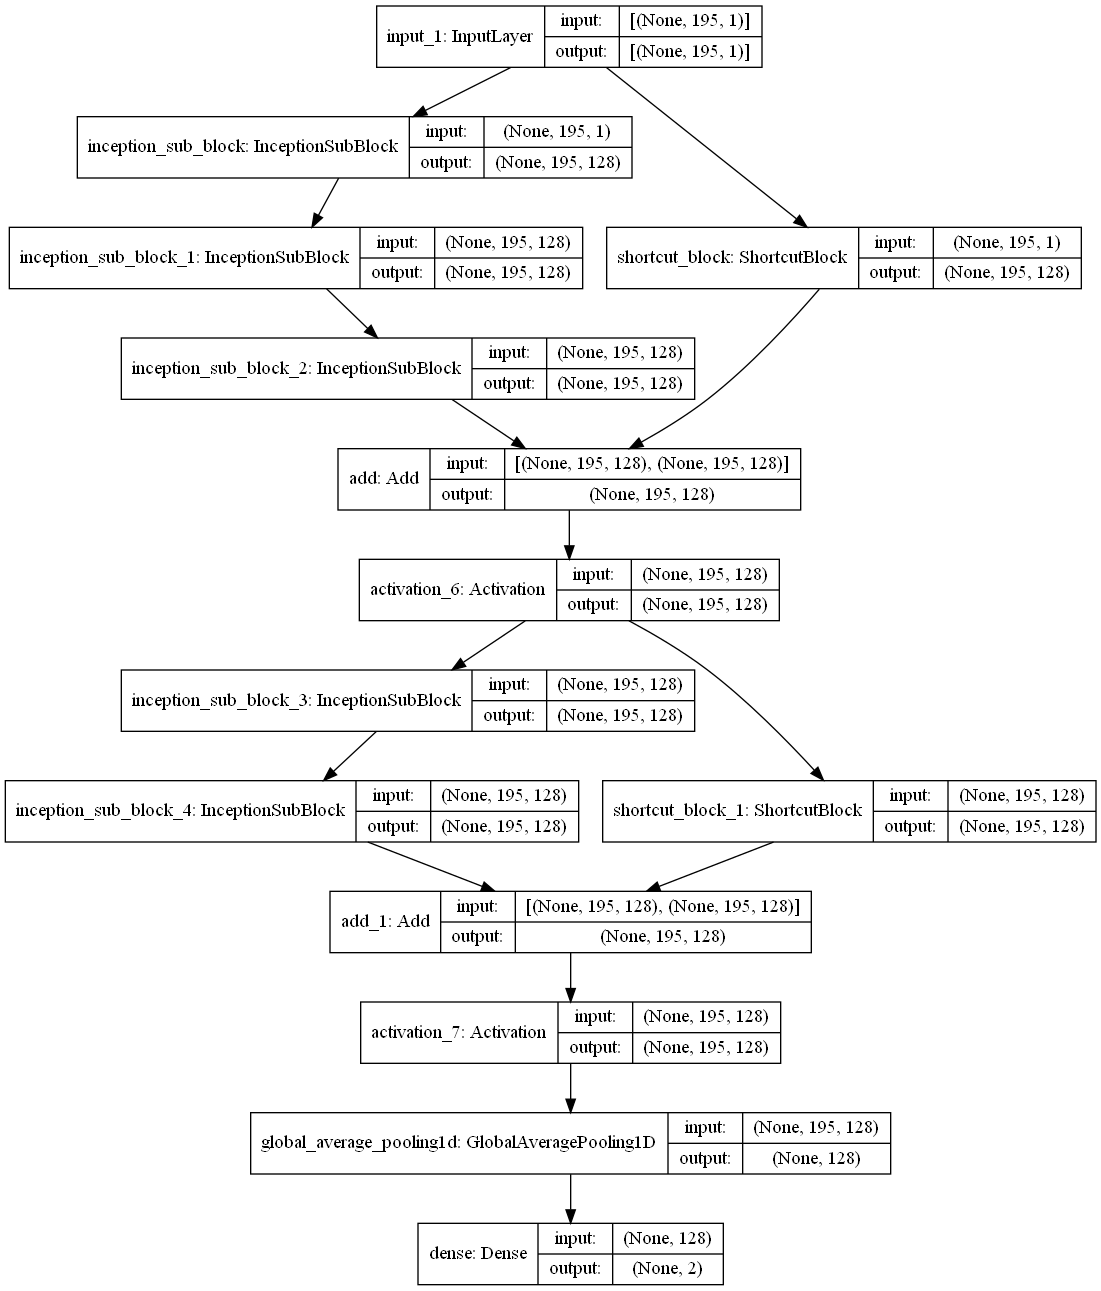 input_1: InputLayer
input:
[(None, 195, 1)]
output:
[(None, 195, 1)]
inception_sub_block: InceptionSubBlock
input:
(None, 195, 1)
output:
(None, 195, 128)
inception_sub_block_1: InceptionSubBlock
input:
(None, 195, 128)
output:
(None, 195, 128)
shortcut_block: ShortcutBlock
input:
(None, 195, 1)
output:
(None, 195, 128)
inception_sub_block_2: InceptionSubBlock
input:
(None, 195, 128)
output:
(None, 195, 128)
add: Add
input:
[(None, 195, 128), (None, 195, 128)]
output:
(None, 195, 128)
activation_6: Activation
input:
(None, 195, 128)
output:
(None, 195, 128)
inception_sub_block_3: InceptionSubBlock
input:
(None, 195, 128)
output:
(None, 195, 128)
inception_sub_block_4: InceptionSubBlock
input:
(None, 195, 128)
output:
(None, 195, 128)
shortcut_block_1: ShortcutBlock
input:
(None, 195, 128)
output:
(None, 195, 128)
add_1: Add
input:
[(None, 195, 128), (None, 195, 128)]
output:
(None, 195, 128)
activation_7: Activation
input:
(None, 195, 128)
output:
(None, 195, 128)
global_average_pooling1d: GlobalAveragePooling1D
input:
(None, 195, 128)
output:
(None, 128)
dense: Dense
input:
(None, 128)
output:
(None, 2)